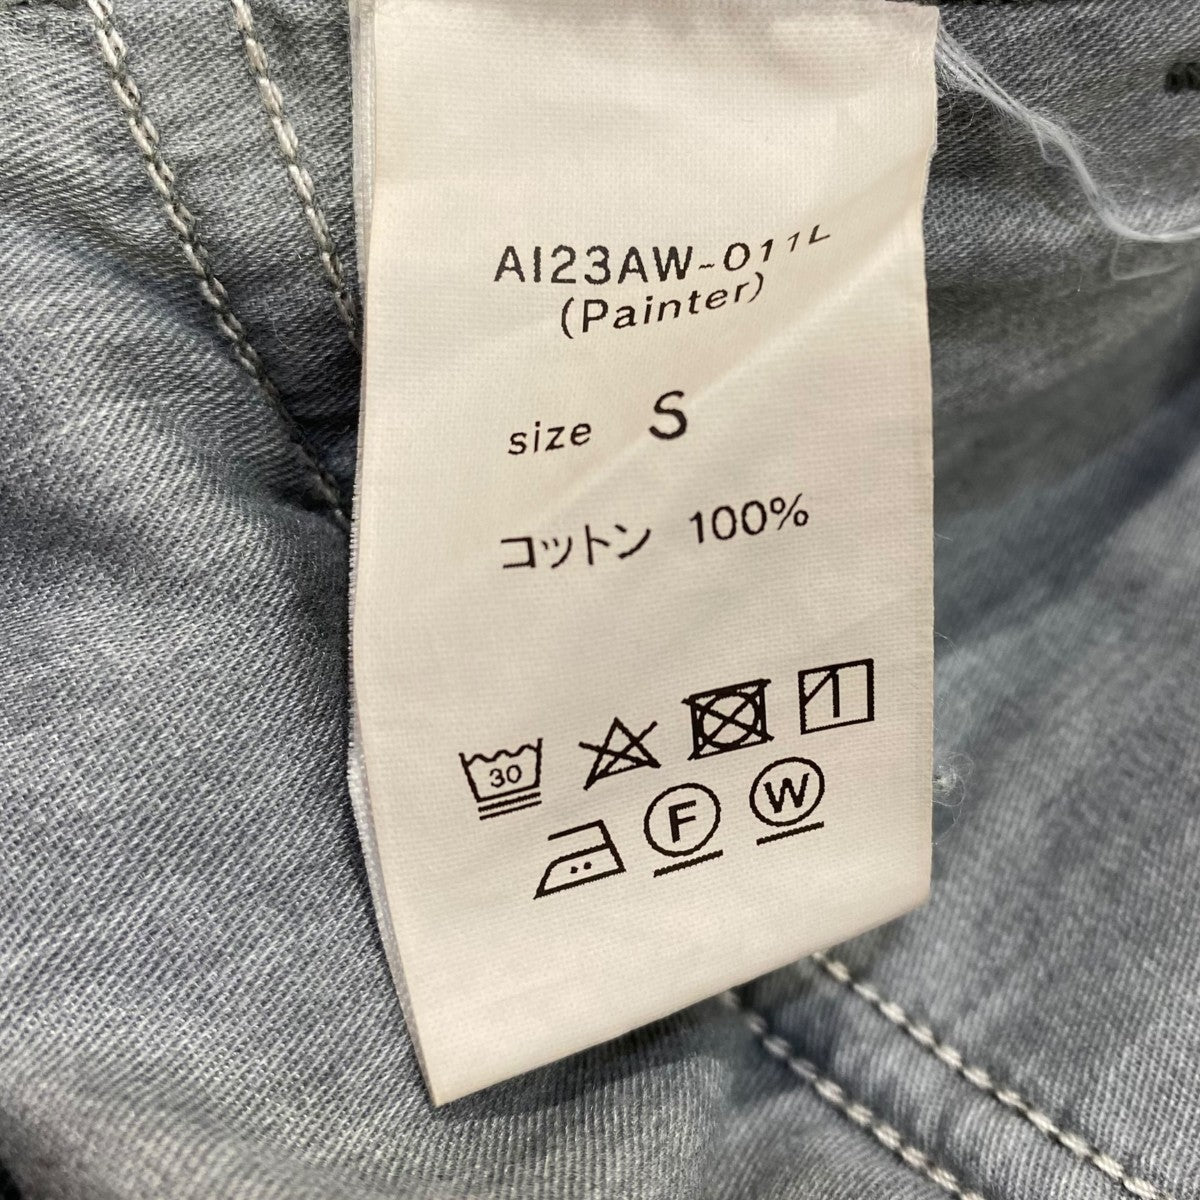 AI23AW-011L
(Painter)
size S
コットン 100%
30
F W